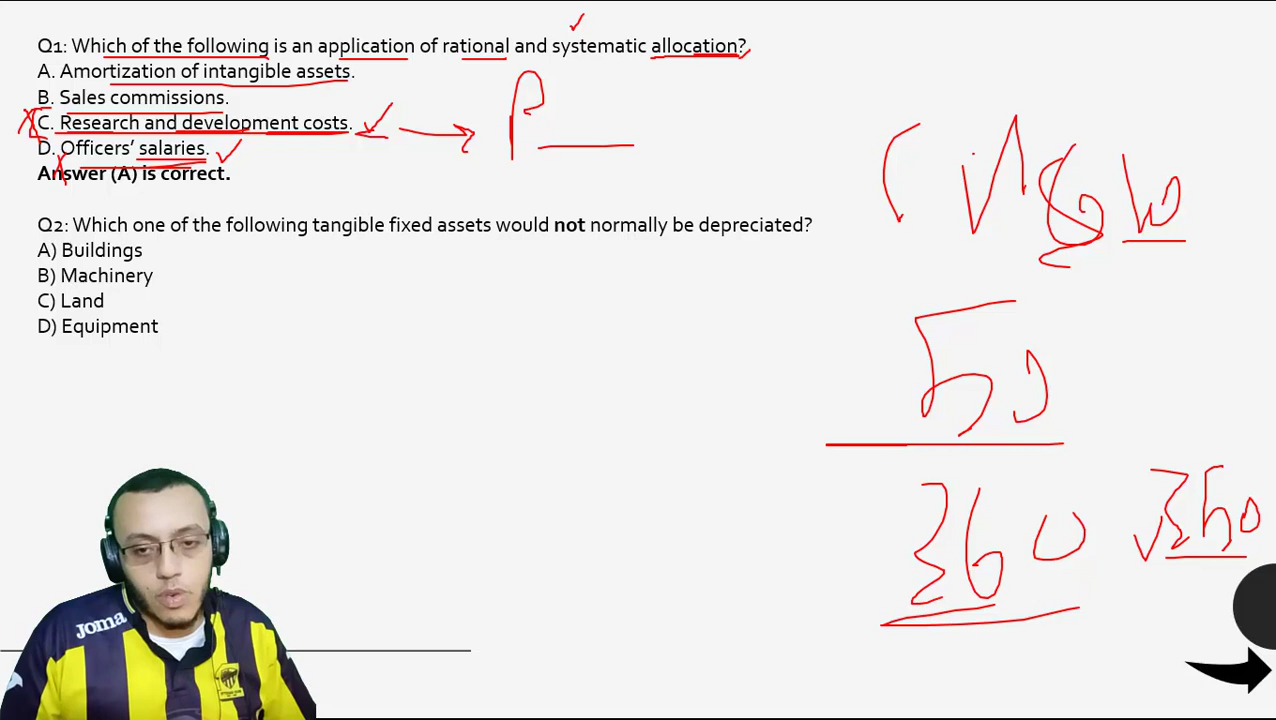 Q1: Which of the following is an application of rational and systematic allocation?
A. Amortization of intangible assets.
B. Sales commissions.
C. Research and development costs.
D. Officers' salaries.
Answer (A) is correct.
Q2: Which one of the following tangible fixed assets would not normally be depreciated?
A) Buildings
B) Machinery
C) Land
D) Equipment
50
360
350
Joma